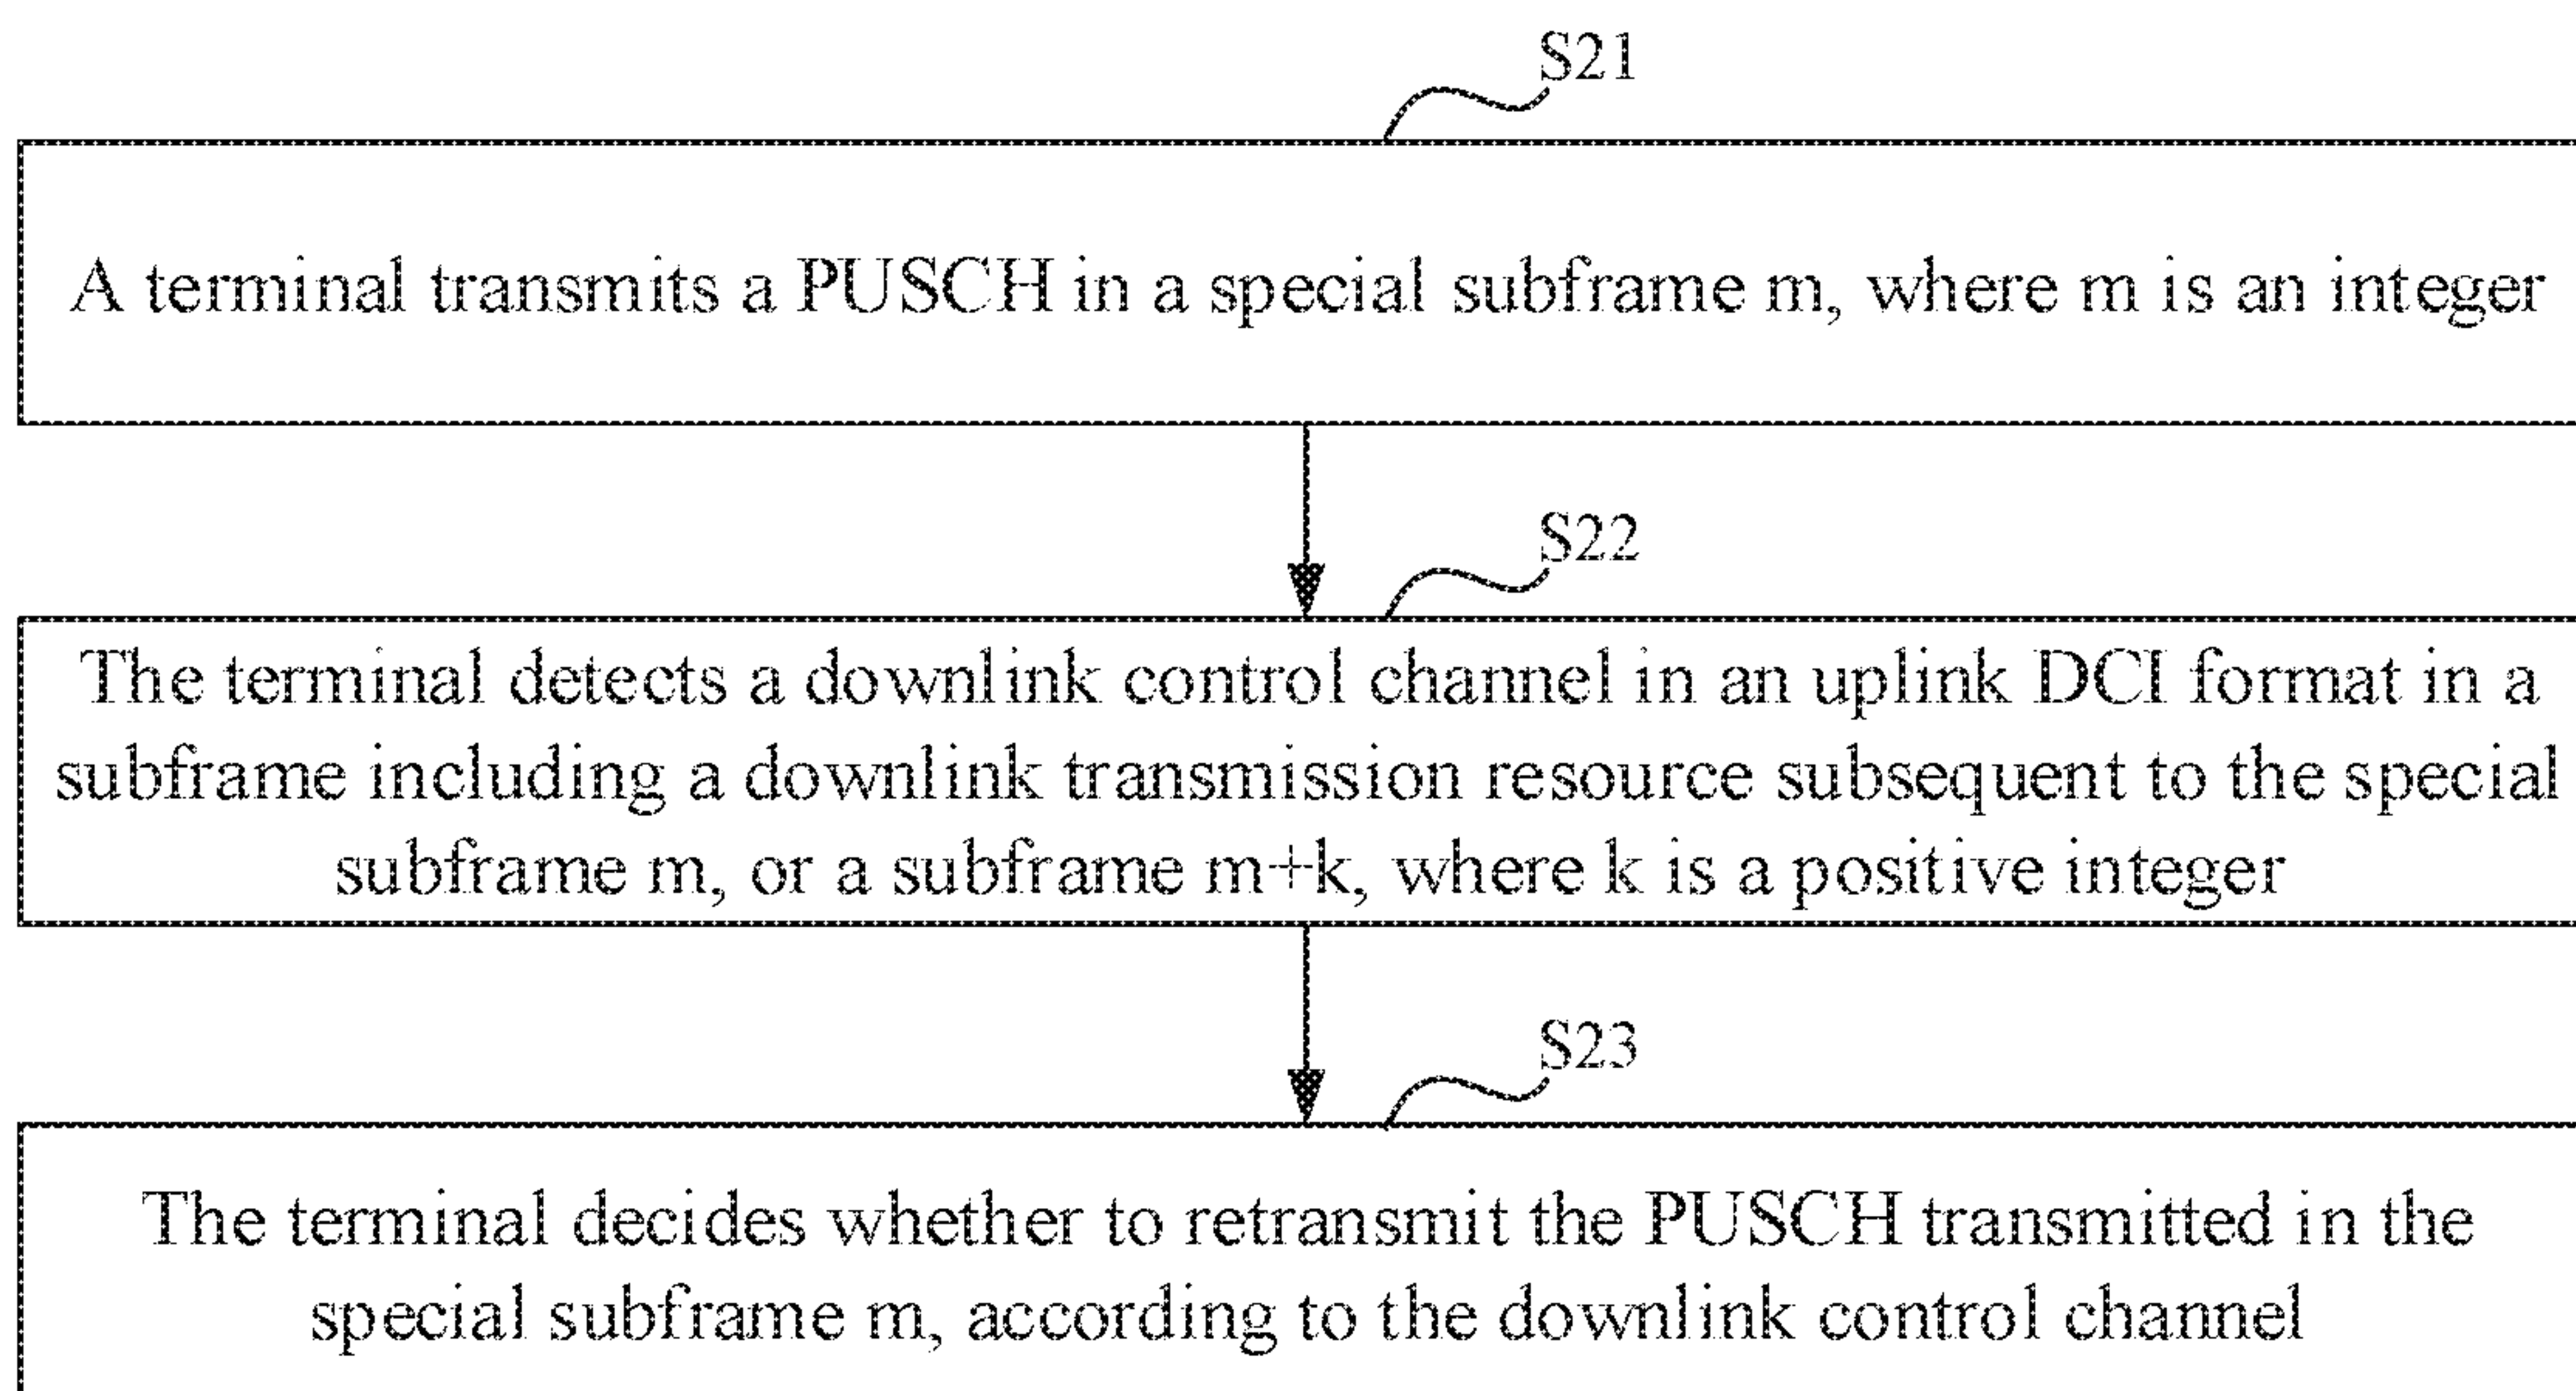 S21
A terminal transmits a PUSCH in a special subframe m, where m is an integer
S22
The terminal detects a downlink control channel in an uplink DCI format in a
subframe including a downlink transmission resource subsequent to the special
subframe m, or a subframe m+k, where k is a positive integer
S23
The terminal decides whether to retransmit the PUSCH transmitted in the
special subframe m, according to the downlink control channel